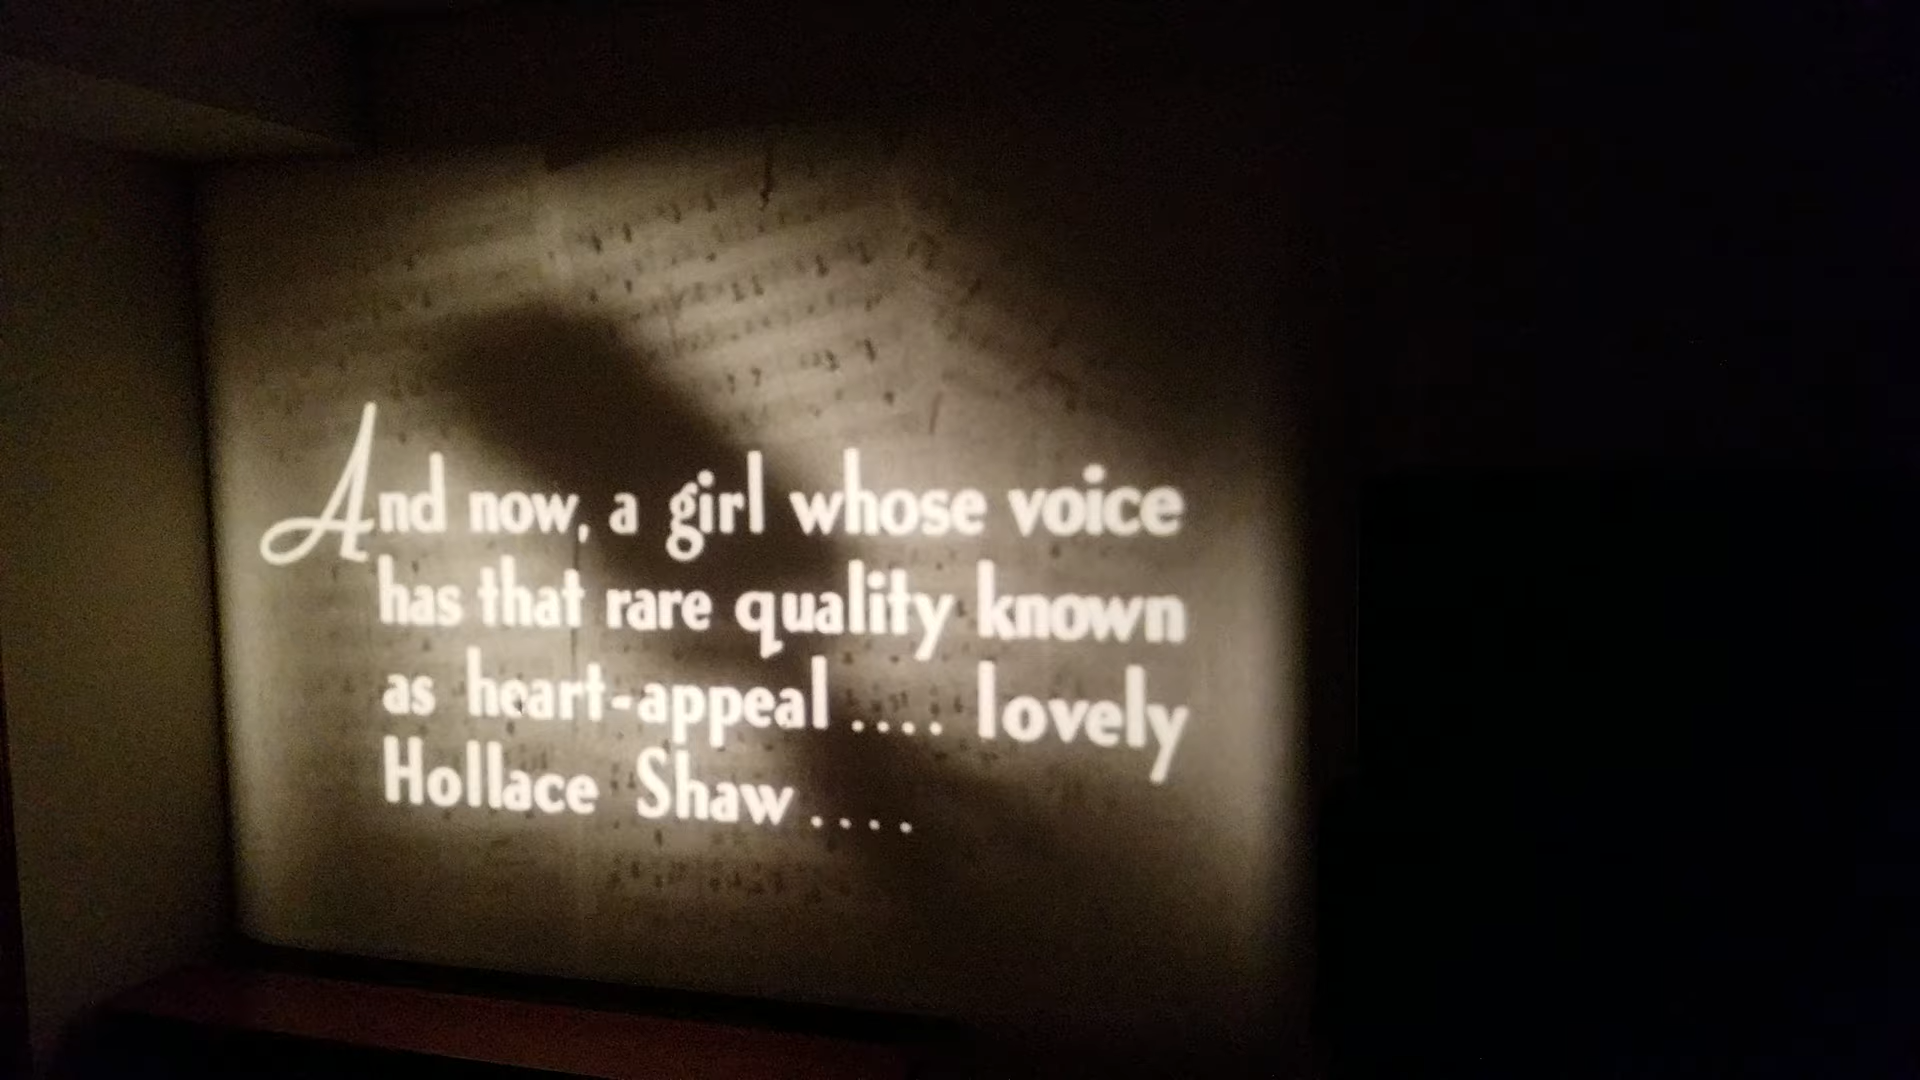 And now, a girl whose voice
has that rare quality known
as heart-appeal .... lovely
Hollace Shaw ....